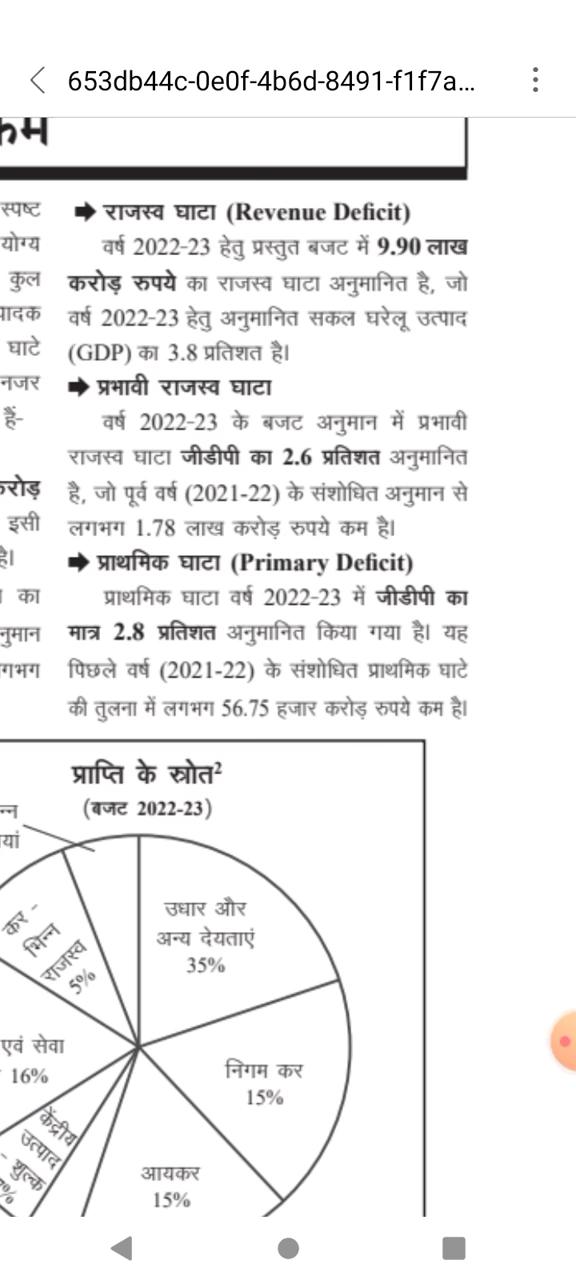 653db44c-0e0f-4b6d-8491-f1f7a...
स्पष्ट
योग्य
कुल
घाटे
नजर
हैं-
इसी
है।
का
➡ राजस्व घाटा (Revenue Deficit)
वर्ष 2022-23 हेतु प्रस्तुत बजट में 9.90 लाख
करोड़ रुपये का राजस्व घाटा अनुमानित है, जो
वर्ष 2022-23 हेतु अनुमानित सकल घरेलू उत्पाद
(GDP) का 3.8 प्रतिशत है।
➡ प्रभावी राजस्व घाटा
वर्ष 2022-23 के बजट अनुमान में प्रभावी
राजस्व घाटा जीडीपी का 2.6 प्रतिशत अनुमानित
है, जो पूर्व वर्ष (2021-22) के संशोधित अनुमान से
लगभग 1.78 लाख करोड़ रुपये कम है।
➡ प्राथमिक घाटा (Primary Deficit)
प्राथमिक घाटा वर्ष 2022-23 में जीडीपी का
मात्र 2.8 प्रतिशत अनुमानित किया गया है। यह
पिछले वर्ष (2021-22) के संशोधित प्राथमिक घाटे
की तुलना में लगभग 56.75 हजार करोड़ रुपये कम है।
प्राप्ति के स्रोत²
(बजट 2022-23)
उधार और
अन्य देयताएं
35%
कर -
भिन्न
राजस्व
5%
एवं सेवा
16%
निगम कर
15%
केंद्रीय
उत्पाद
- शुल्क
आयकर
15%